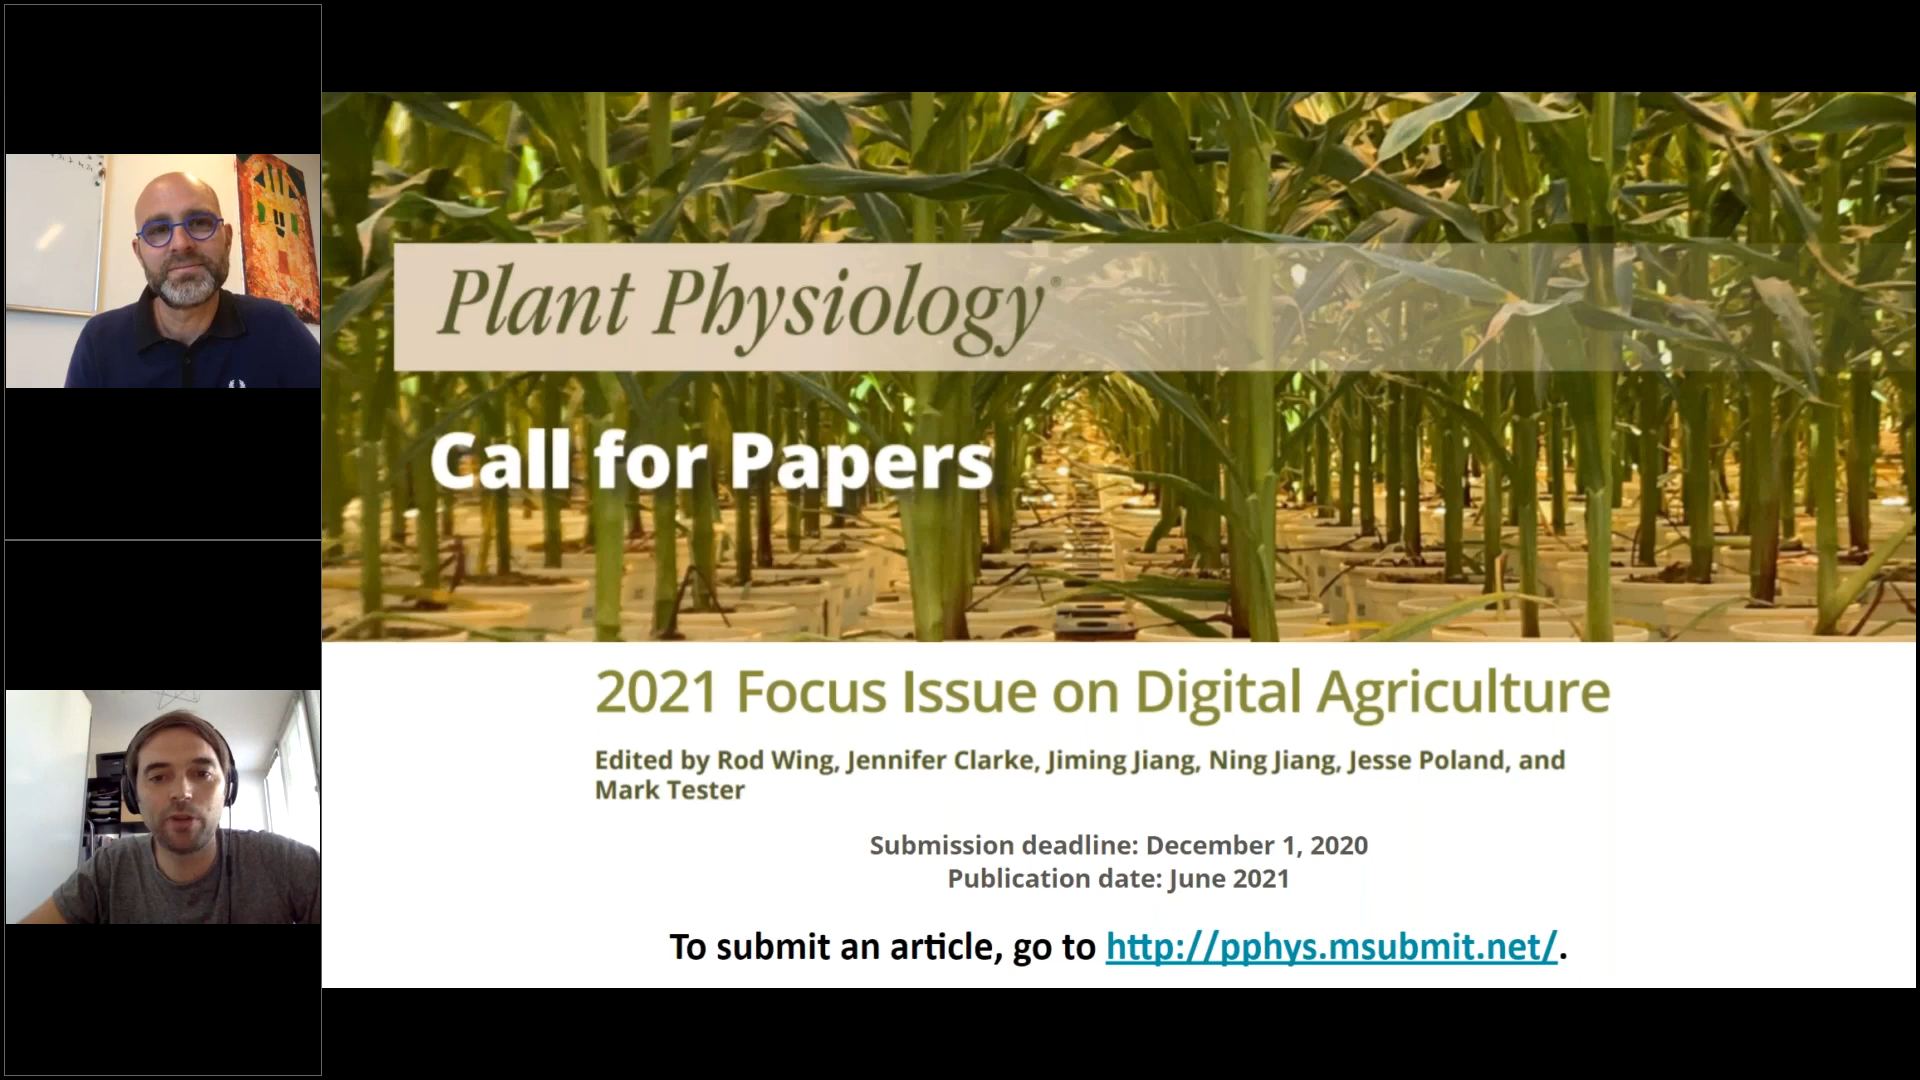 Plant Physiology®
Call for Papers
2021 Focus Issue on Digital Agriculture
Edited by Rod Wing, Jennifer Clarke, Jiming Jiang, Ning Jiang, Jesse Poland, and
Mark Tester
Submission deadline: December 1, 2020
Publication date: June 2021
To submit an article, go to http://pphys.msubmit.net/.